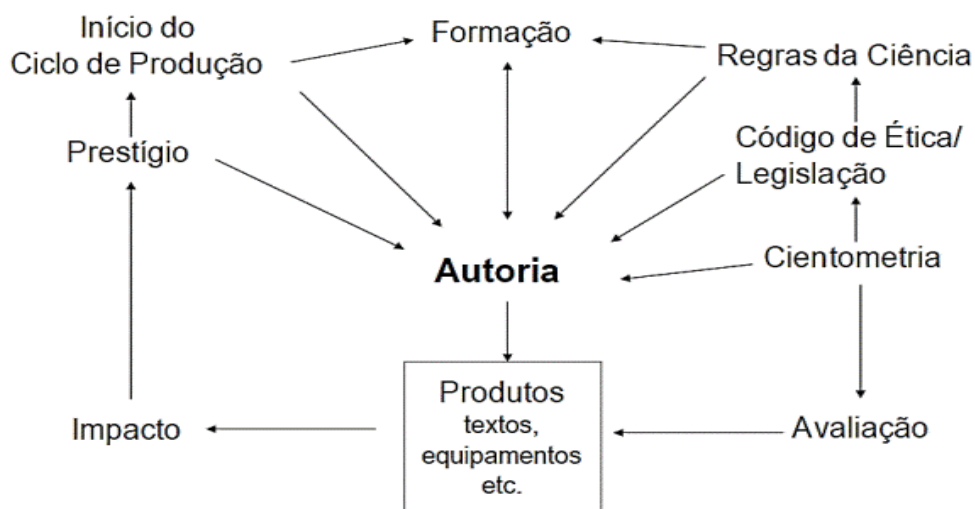 Início do
Ciclo de Produção
Formação
Regras da Ciência
Prestígio
Código de Ética/
Legislação
Autoria
Cientometria
Produtos
textos,
equipamentos
etc.
Impacto
Avaliação